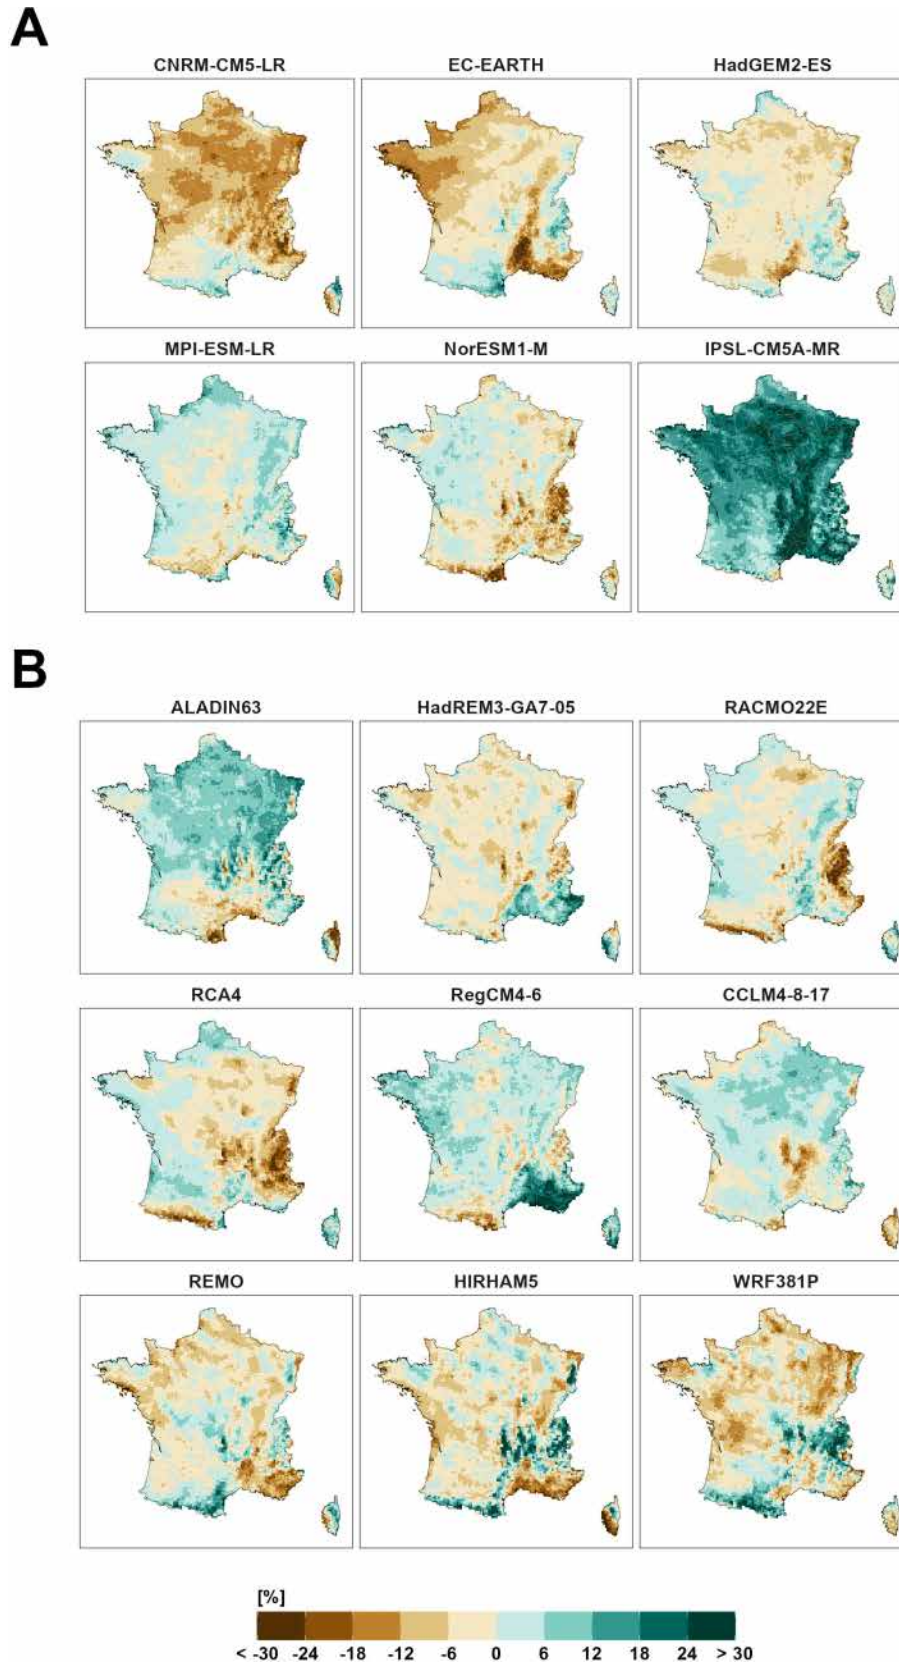 A
CNRM-CM5-LR EC-EARTH HadGEM2-ES
MPI-ESM-LR NorESM1-M IPSL-CM5A-MR
B
ALADIN63 HadREM3-GA7-05 RACMO22E
RCA4 RegCM4-6 CCLM4-8-17
REMO HIRHAM5 WRF381P
[%]
< -30 -24 -18 -12 -6 0 6 12 18 24 > 30